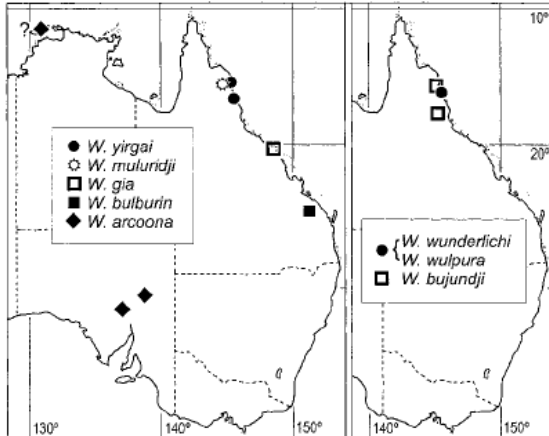 ?
W. yirgai
W. muluridji
W. gia
W. bulburin
W. arcoona
130°
140°
150°
10°
20°
W. wunderlichi
W. wulpura
W. bujundji
140°
150°